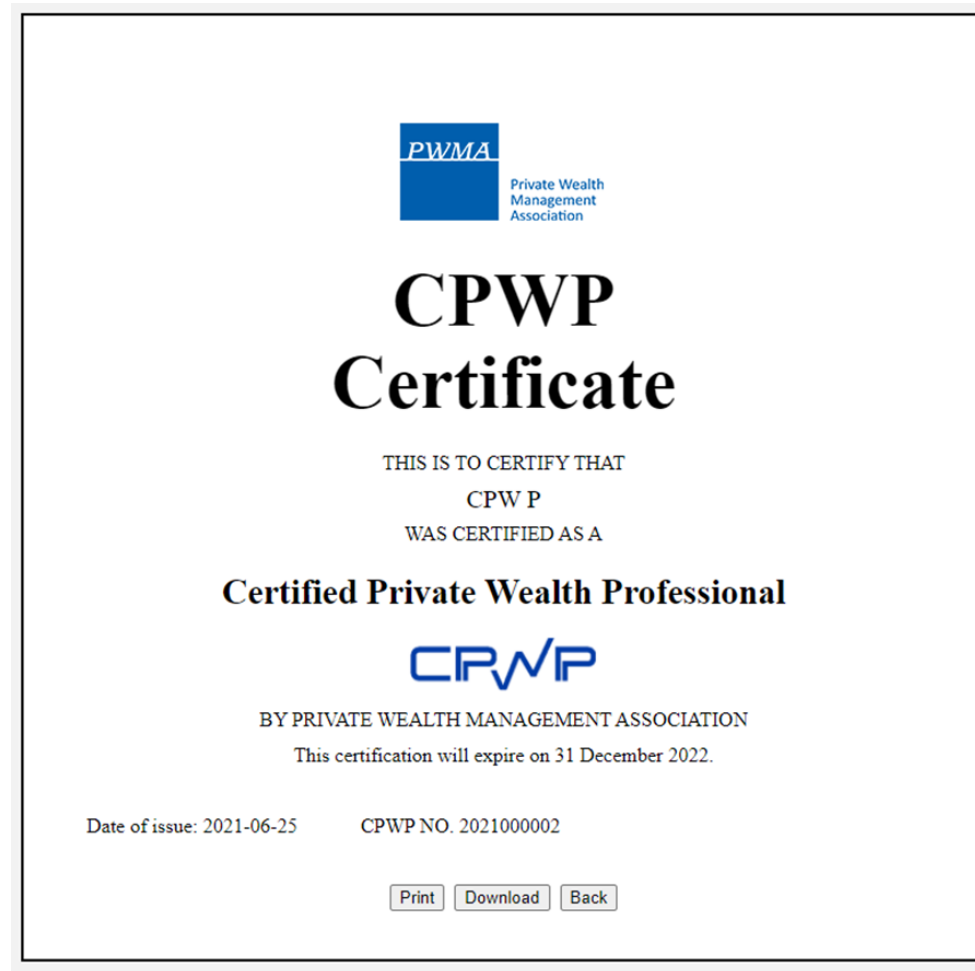 PWMA
Private Wealth
Management
Association
CPWP
Certificate
THIS IS TO CERTIFY THAT
CPW P
WAS CERTIFIED AS A
Certified Private Wealth Professional
CPWP
BY PRIVATE WEALTH MANAGEMENT ASSOCIATION
This certification will expire on 31 December 2022.
Date of issue: 2021-06-25 CPWP NO. 2021000002
Print Download Back